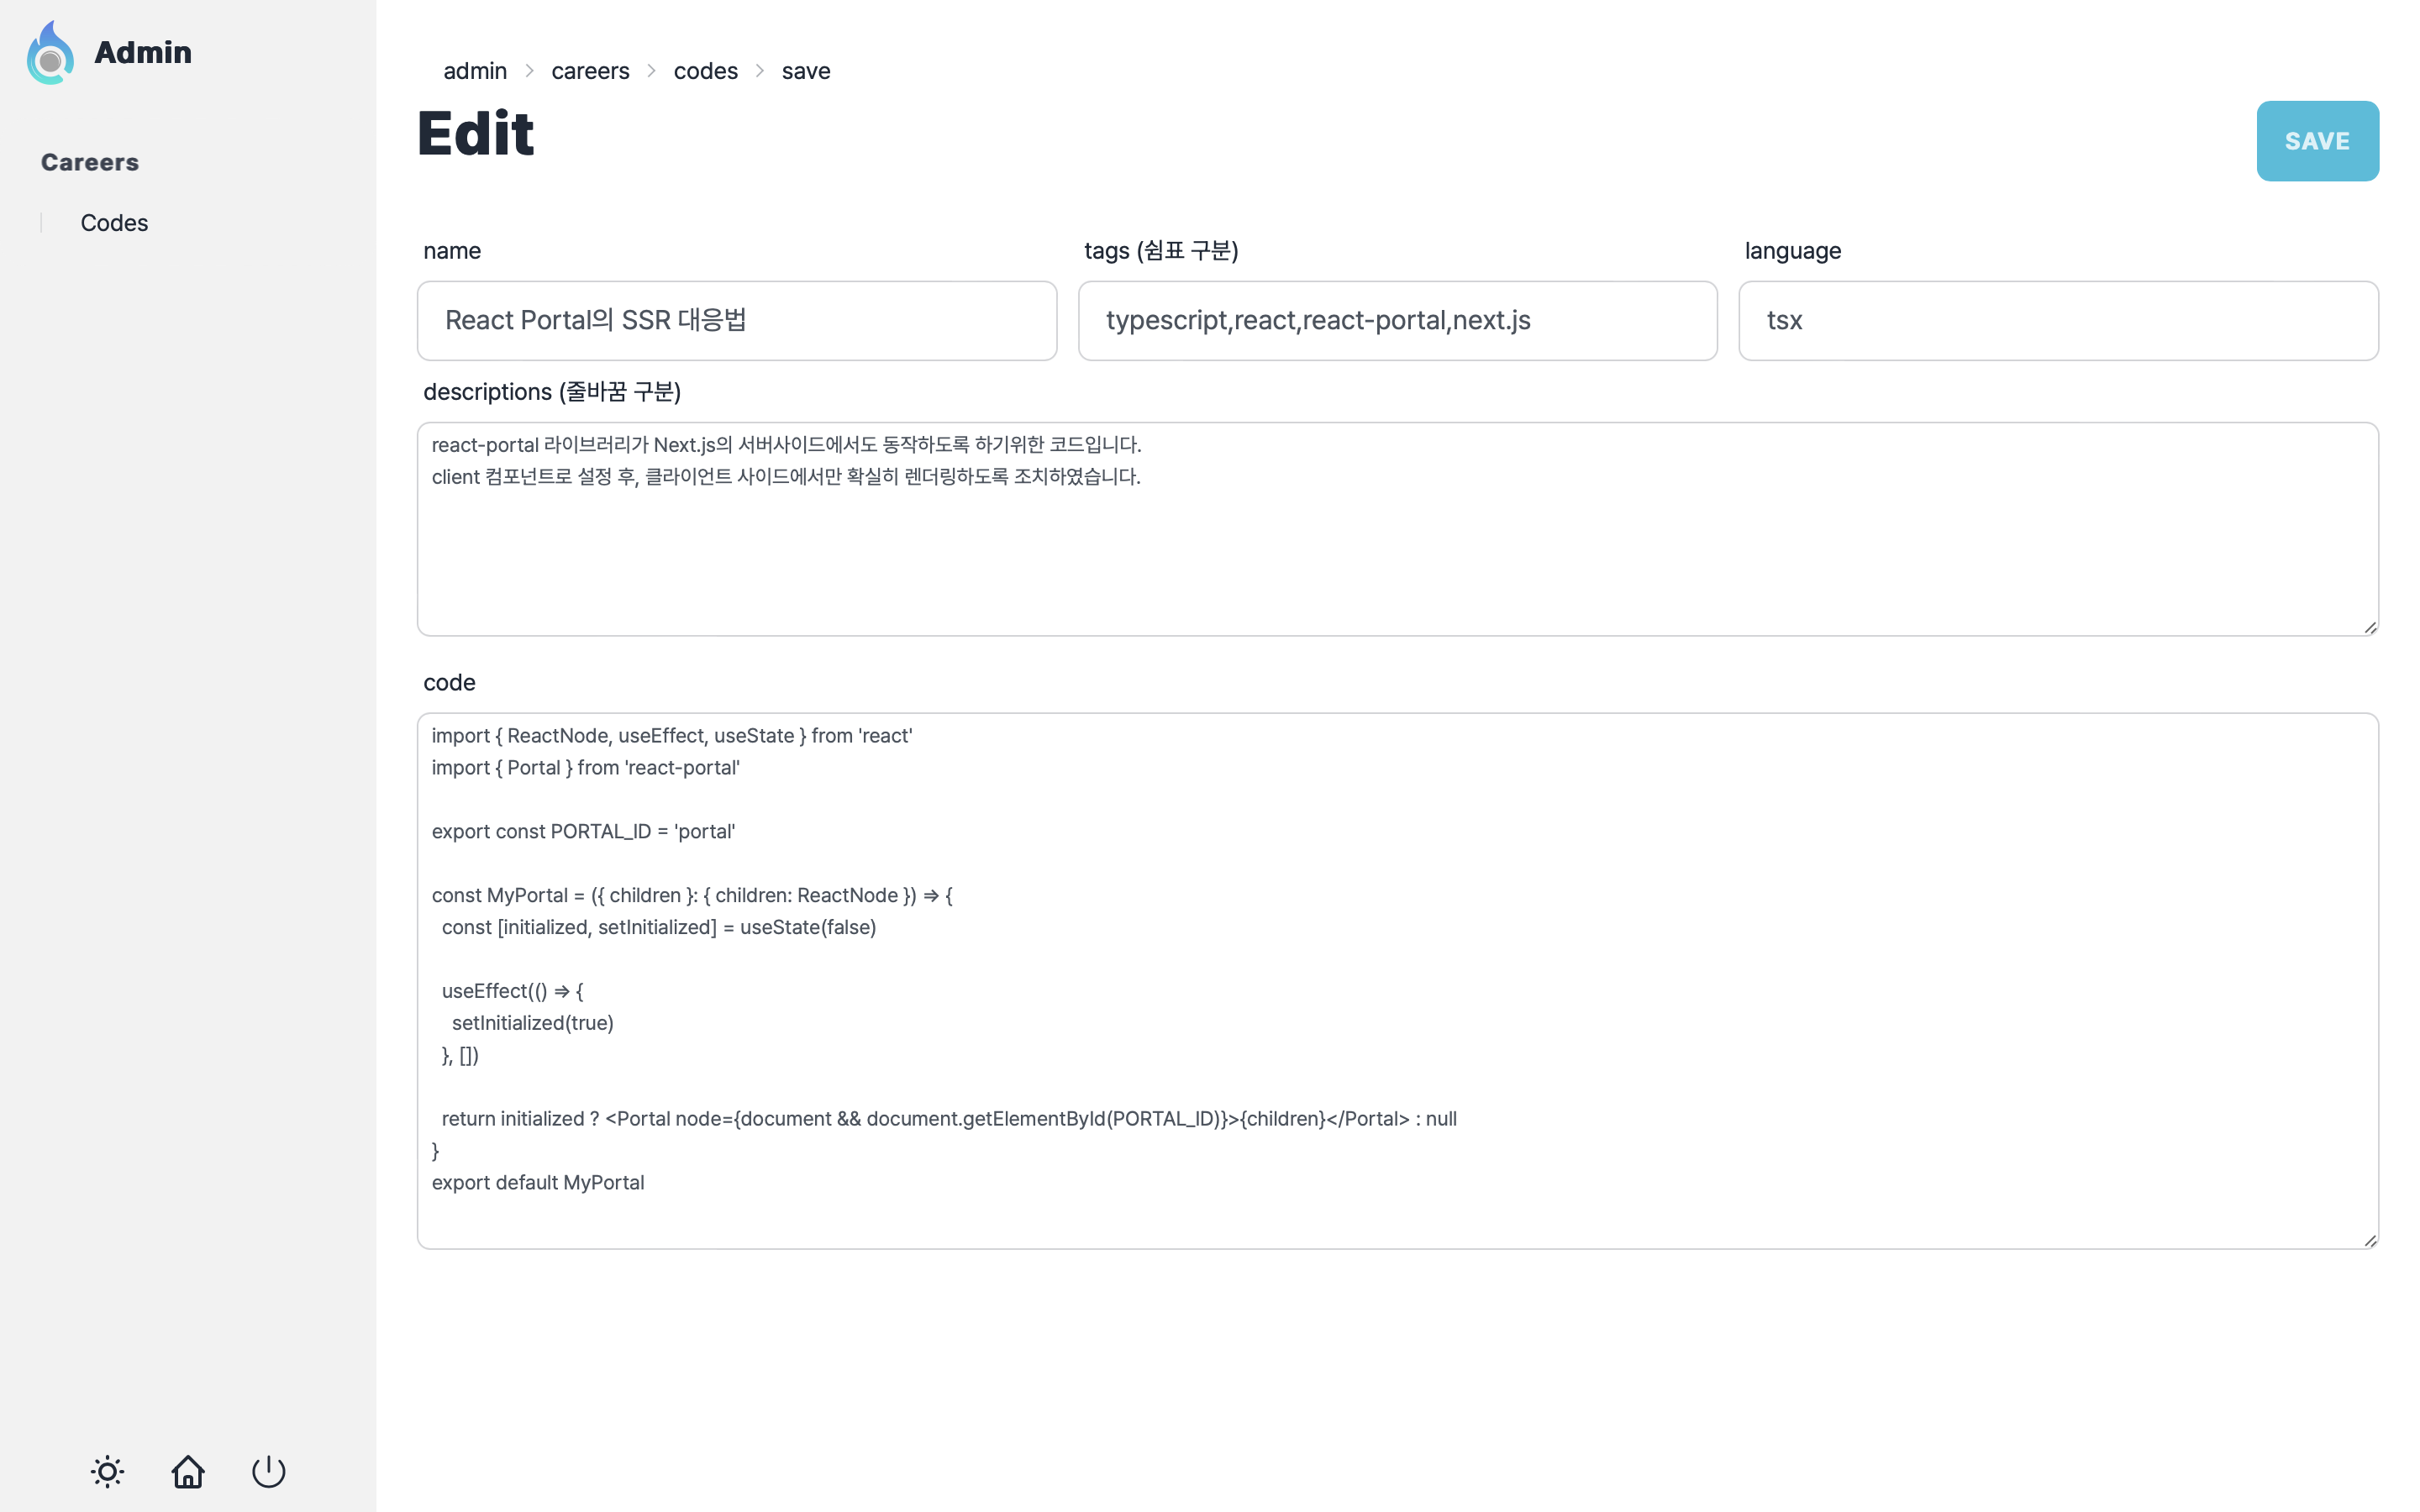 Admin
Careers
Codes
admin > careers > codes > save
Edit
SAVE
name
React Portal의 SSR 대응법
tags (쉼표 구분)
typescript,react,react-portal,next.js
language
tsx
descriptions (줄바꿈 구분)
react-portal 라이브러리가 Next.js의 서버사이드에서도 동작하도록 하기위한 코드입니다.
client 컴포넌트로 설정 후, 클라이언트 사이드에서만 확실히 렌더링하도록 조치하였습니다.
code
import { ReactNode, useEffect, useState } from 'react'
import { Portal } from 'react-portal'
export const PORTAL_ID = 'portal'
const MyPortal = ({ children }: { children: ReactNode }) => {
  const [initialized, setInitialized] = useState(false)
  useEffect(() => {
    setInitialized(true)
  }, [])
  return initialized ? <Portal node={document && document.getElementById(PORTAL_ID)}>{children}</Portal> : null
}
export default MyPortal